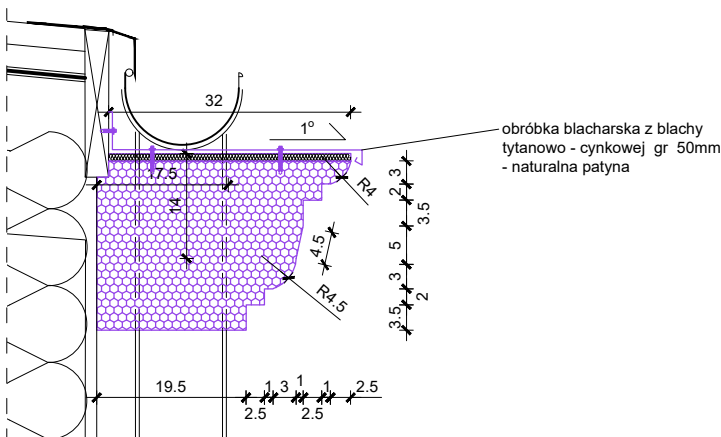 32
1°
obróbka blacharska z blachy
tytanowo - cynkowej gr 50mm
- naturalna patyna
17.5
R4
3
2
3.5
14
4.5
5
R4.5
3
2
3.5
19.5
1 3 1 1 2.5
2.5 2.5